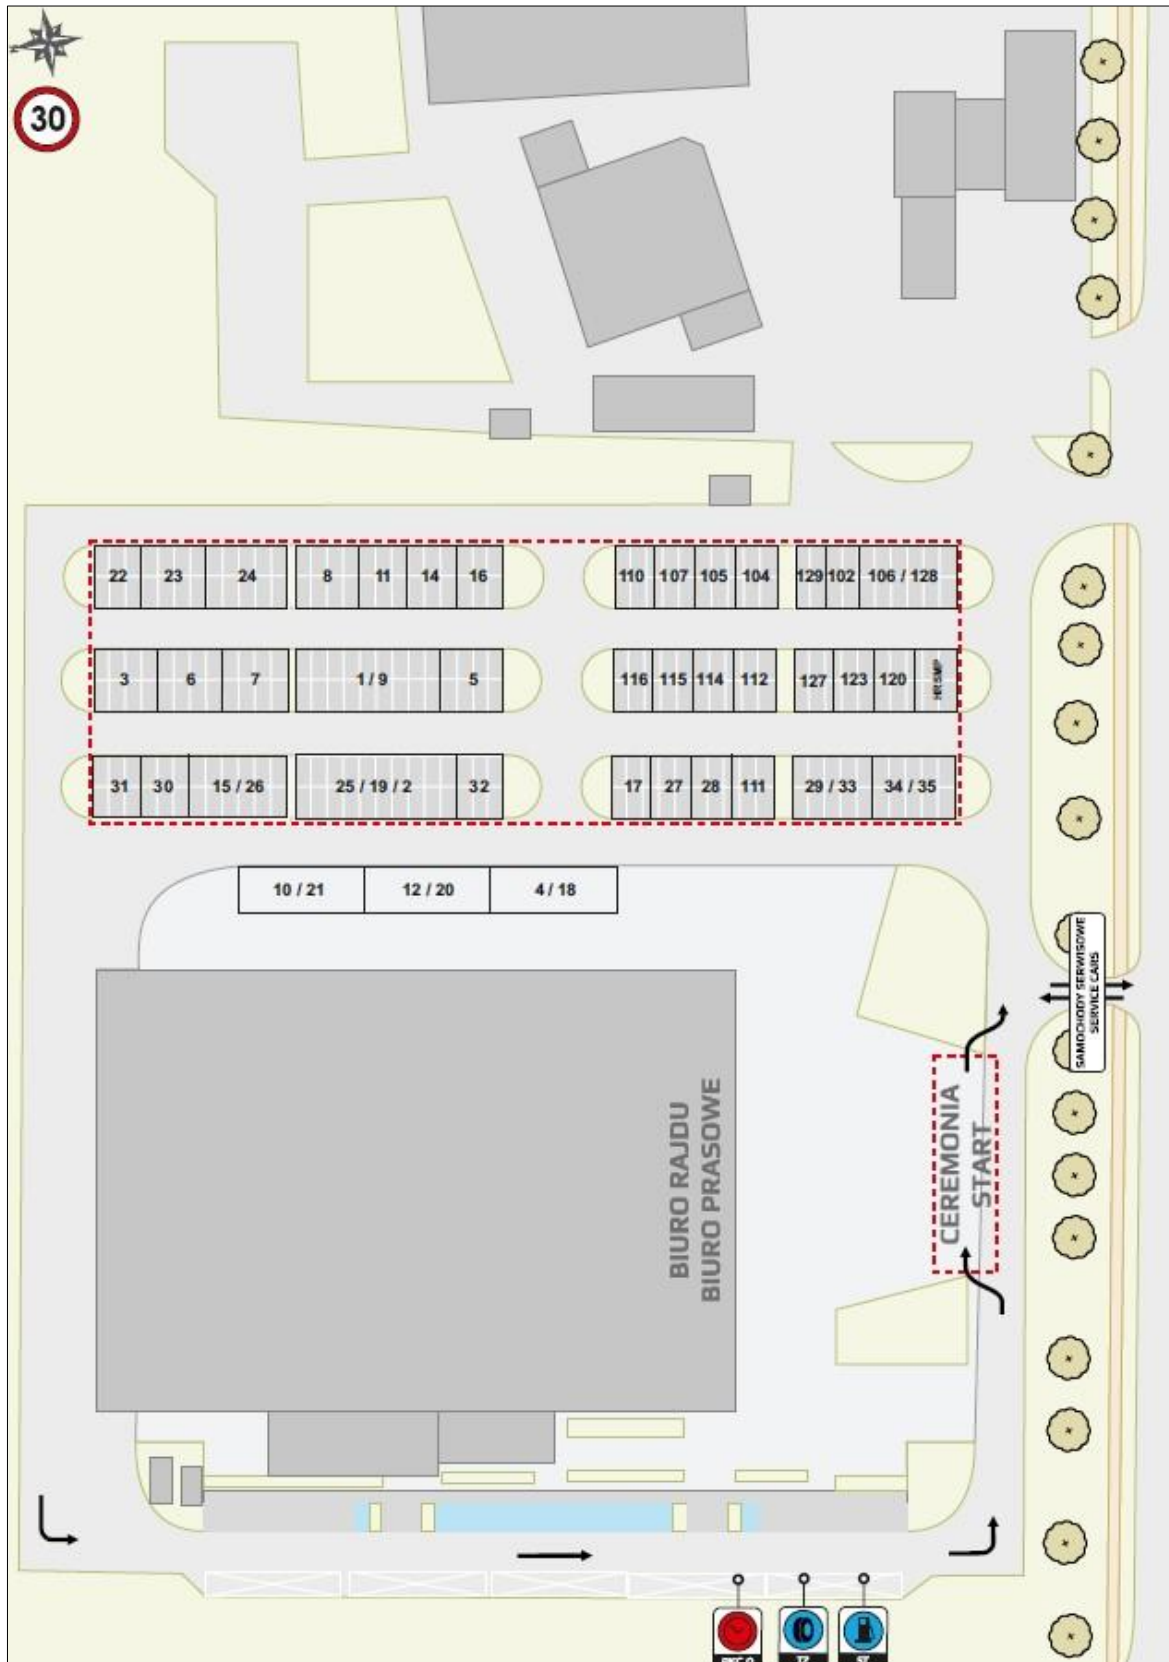 30
22 23 24 8 11 14 16 110 107 105 104 129 102 106 / 128
3 6 7 1 / 9 5 116 115 114 112 127 123 120 HR SMP
31 30 15 / 26 25 / 19 / 2 32 17 27 28 111 29 / 33 34 / 35
10 / 21 12 / 20 4 / 18
SAMOCHODY SERWISOWE
SERVICE CARS
BIURO RAJDU
BIURO PRASOWE
CEREMONIA
START